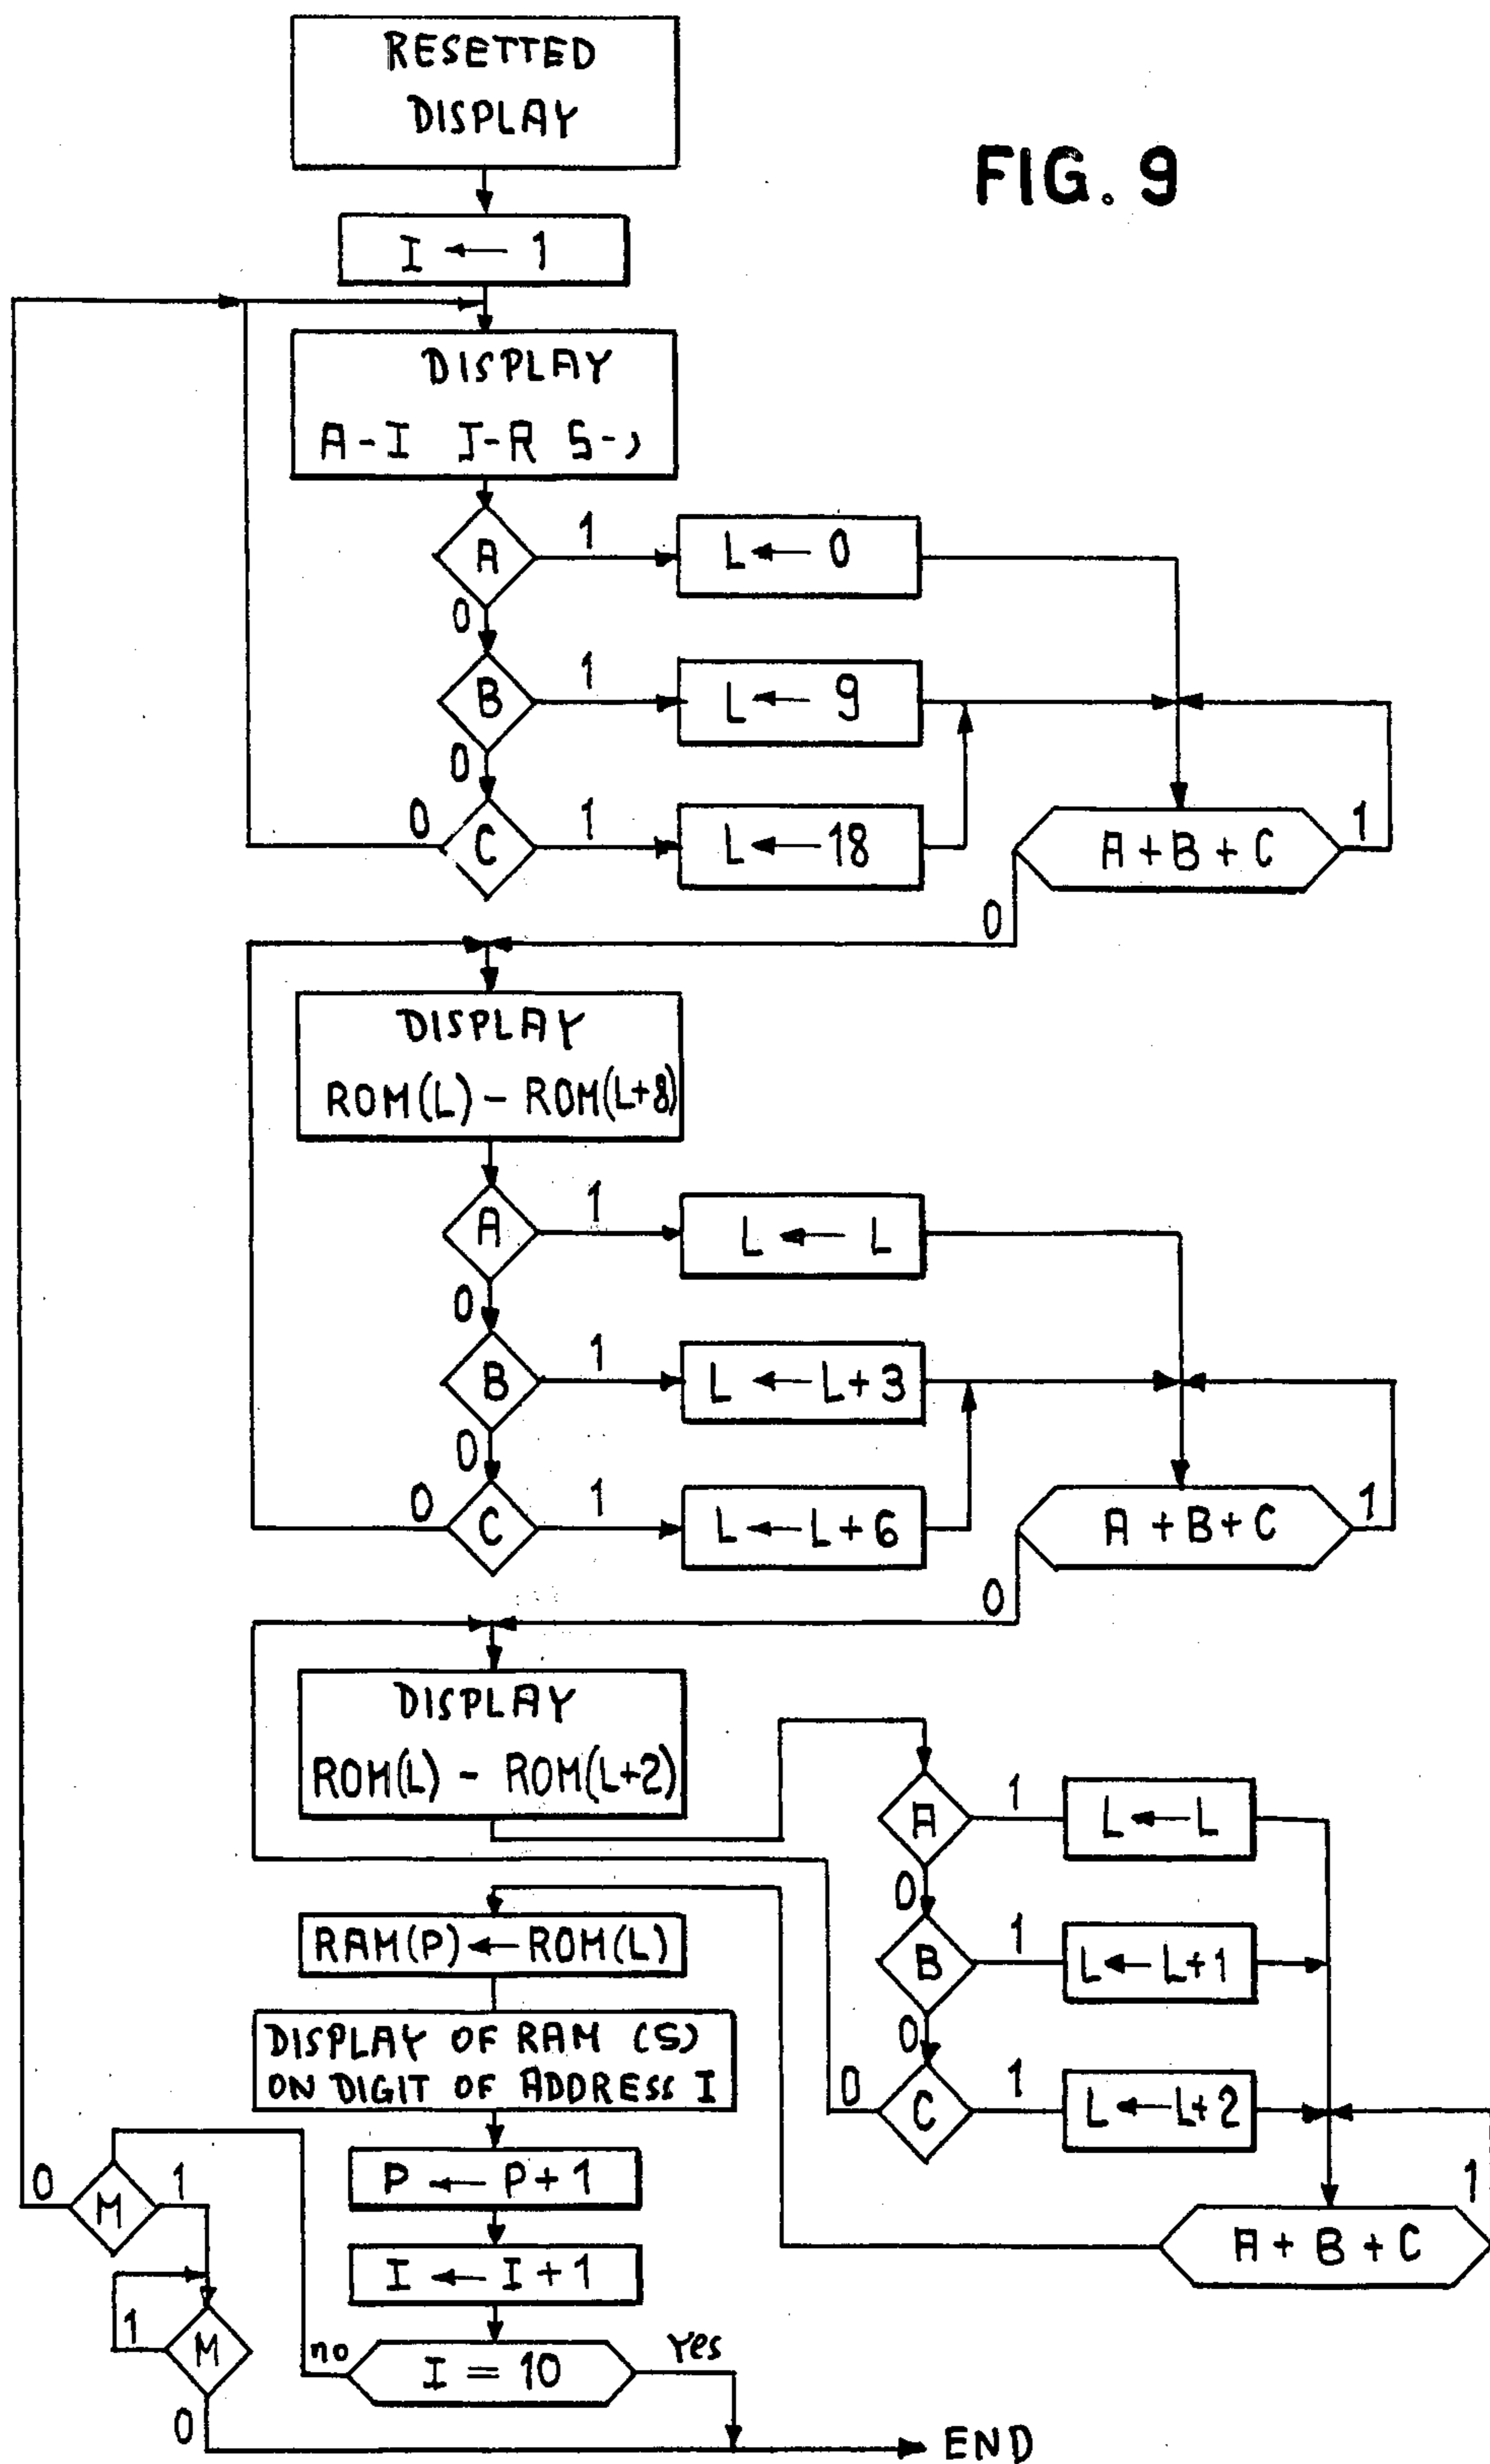 RESETTED
DISPLAY
FIG. 9
I ← 1
DISPLAY
A-I J-R S-,
A
1
L ← 0
0
B
1
L ← 9
0
0
C
1
L ← 18
A + B + C
1
0
DISPLAY
ROM(L) - ROM(L+8)
A
1
L ← L
0
B
1
L ← L+3
0
0
C
1
L ← L+6
A + B + C
1
0
DISPLAY
ROM(L) - ROM(L+2)
A
1
L ← L
0
RAM(P) ← ROM(L)
B
1
L ← L+1
0
DISPLAY OF RAM (S)
ON DIGIT OF ADDRESS I
0
C
1
L ← L+2
P ← P+1
0
M
1
1
A + B + C
I ← I+1
1
M
no
I = 10
Yes
0
END